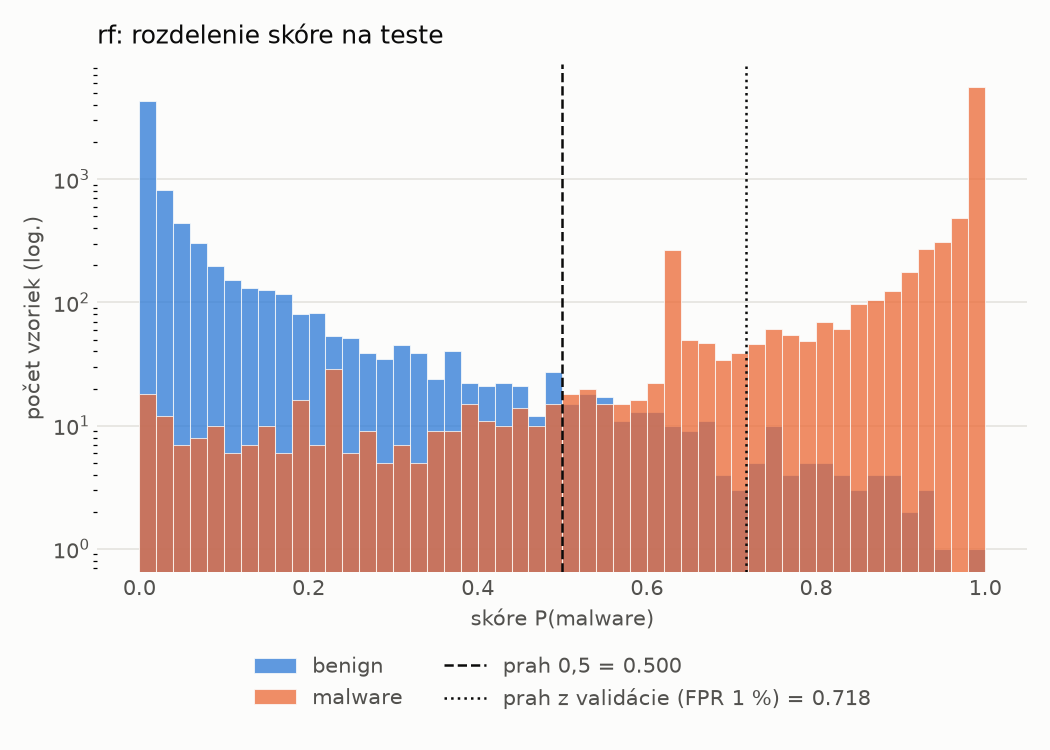 rf: rozdelenie skóre na teste
počet vzoriek (log.)
10³
10²
10¹
10⁰
0.0 0.2 0.4 0.6 0.8 1.0
skóre P(malware)
benign
malware
prah 0,5 = 0.500
prah z validácie (FPR 1 %) = 0.718